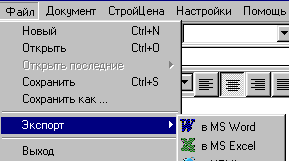 Файл Документ СтройЦена Настройки Помощь
Новый Ctrl+N
Открыть Ctrl+O
Открыть последние
Сохранить Ctrl+S
Сохранить как ...
Экспорт
в MS Word
в MS Excel
Выход